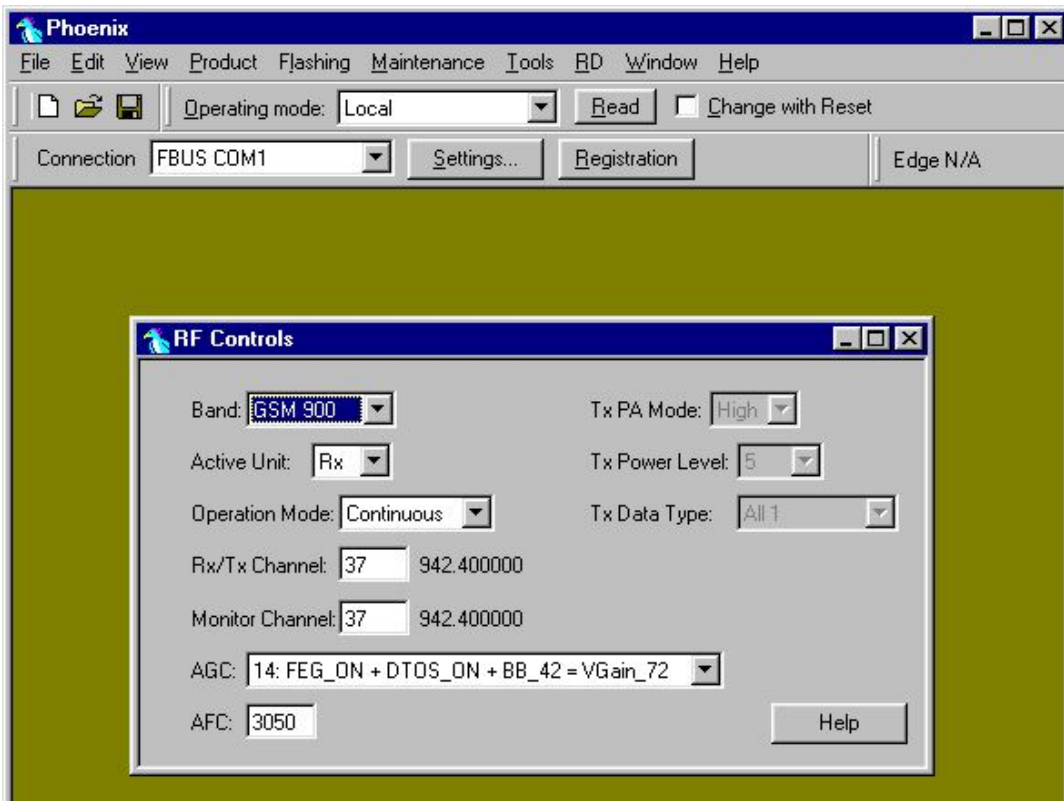 Phoenix
File Edit View Product Flashing Maintenance Tools RD Window Help
Operating mode: Local Read Change with Reset
Connection FBUS COM1 Settings... Registration Edge N/A
RF Controls
Band: GSM 900 Tx PA Mode: High
Active Unit: Rx Tx Power Level: 5
Operation Mode: Continuous Tx Data Type: All 1
Rx/Tx Channel: 37 942.400000
Monitor Channel: 37 942.400000
AGC: 14: FEG_ON + DTOS_ON + BB_42 = VGain_72
AFC: 3050 Help